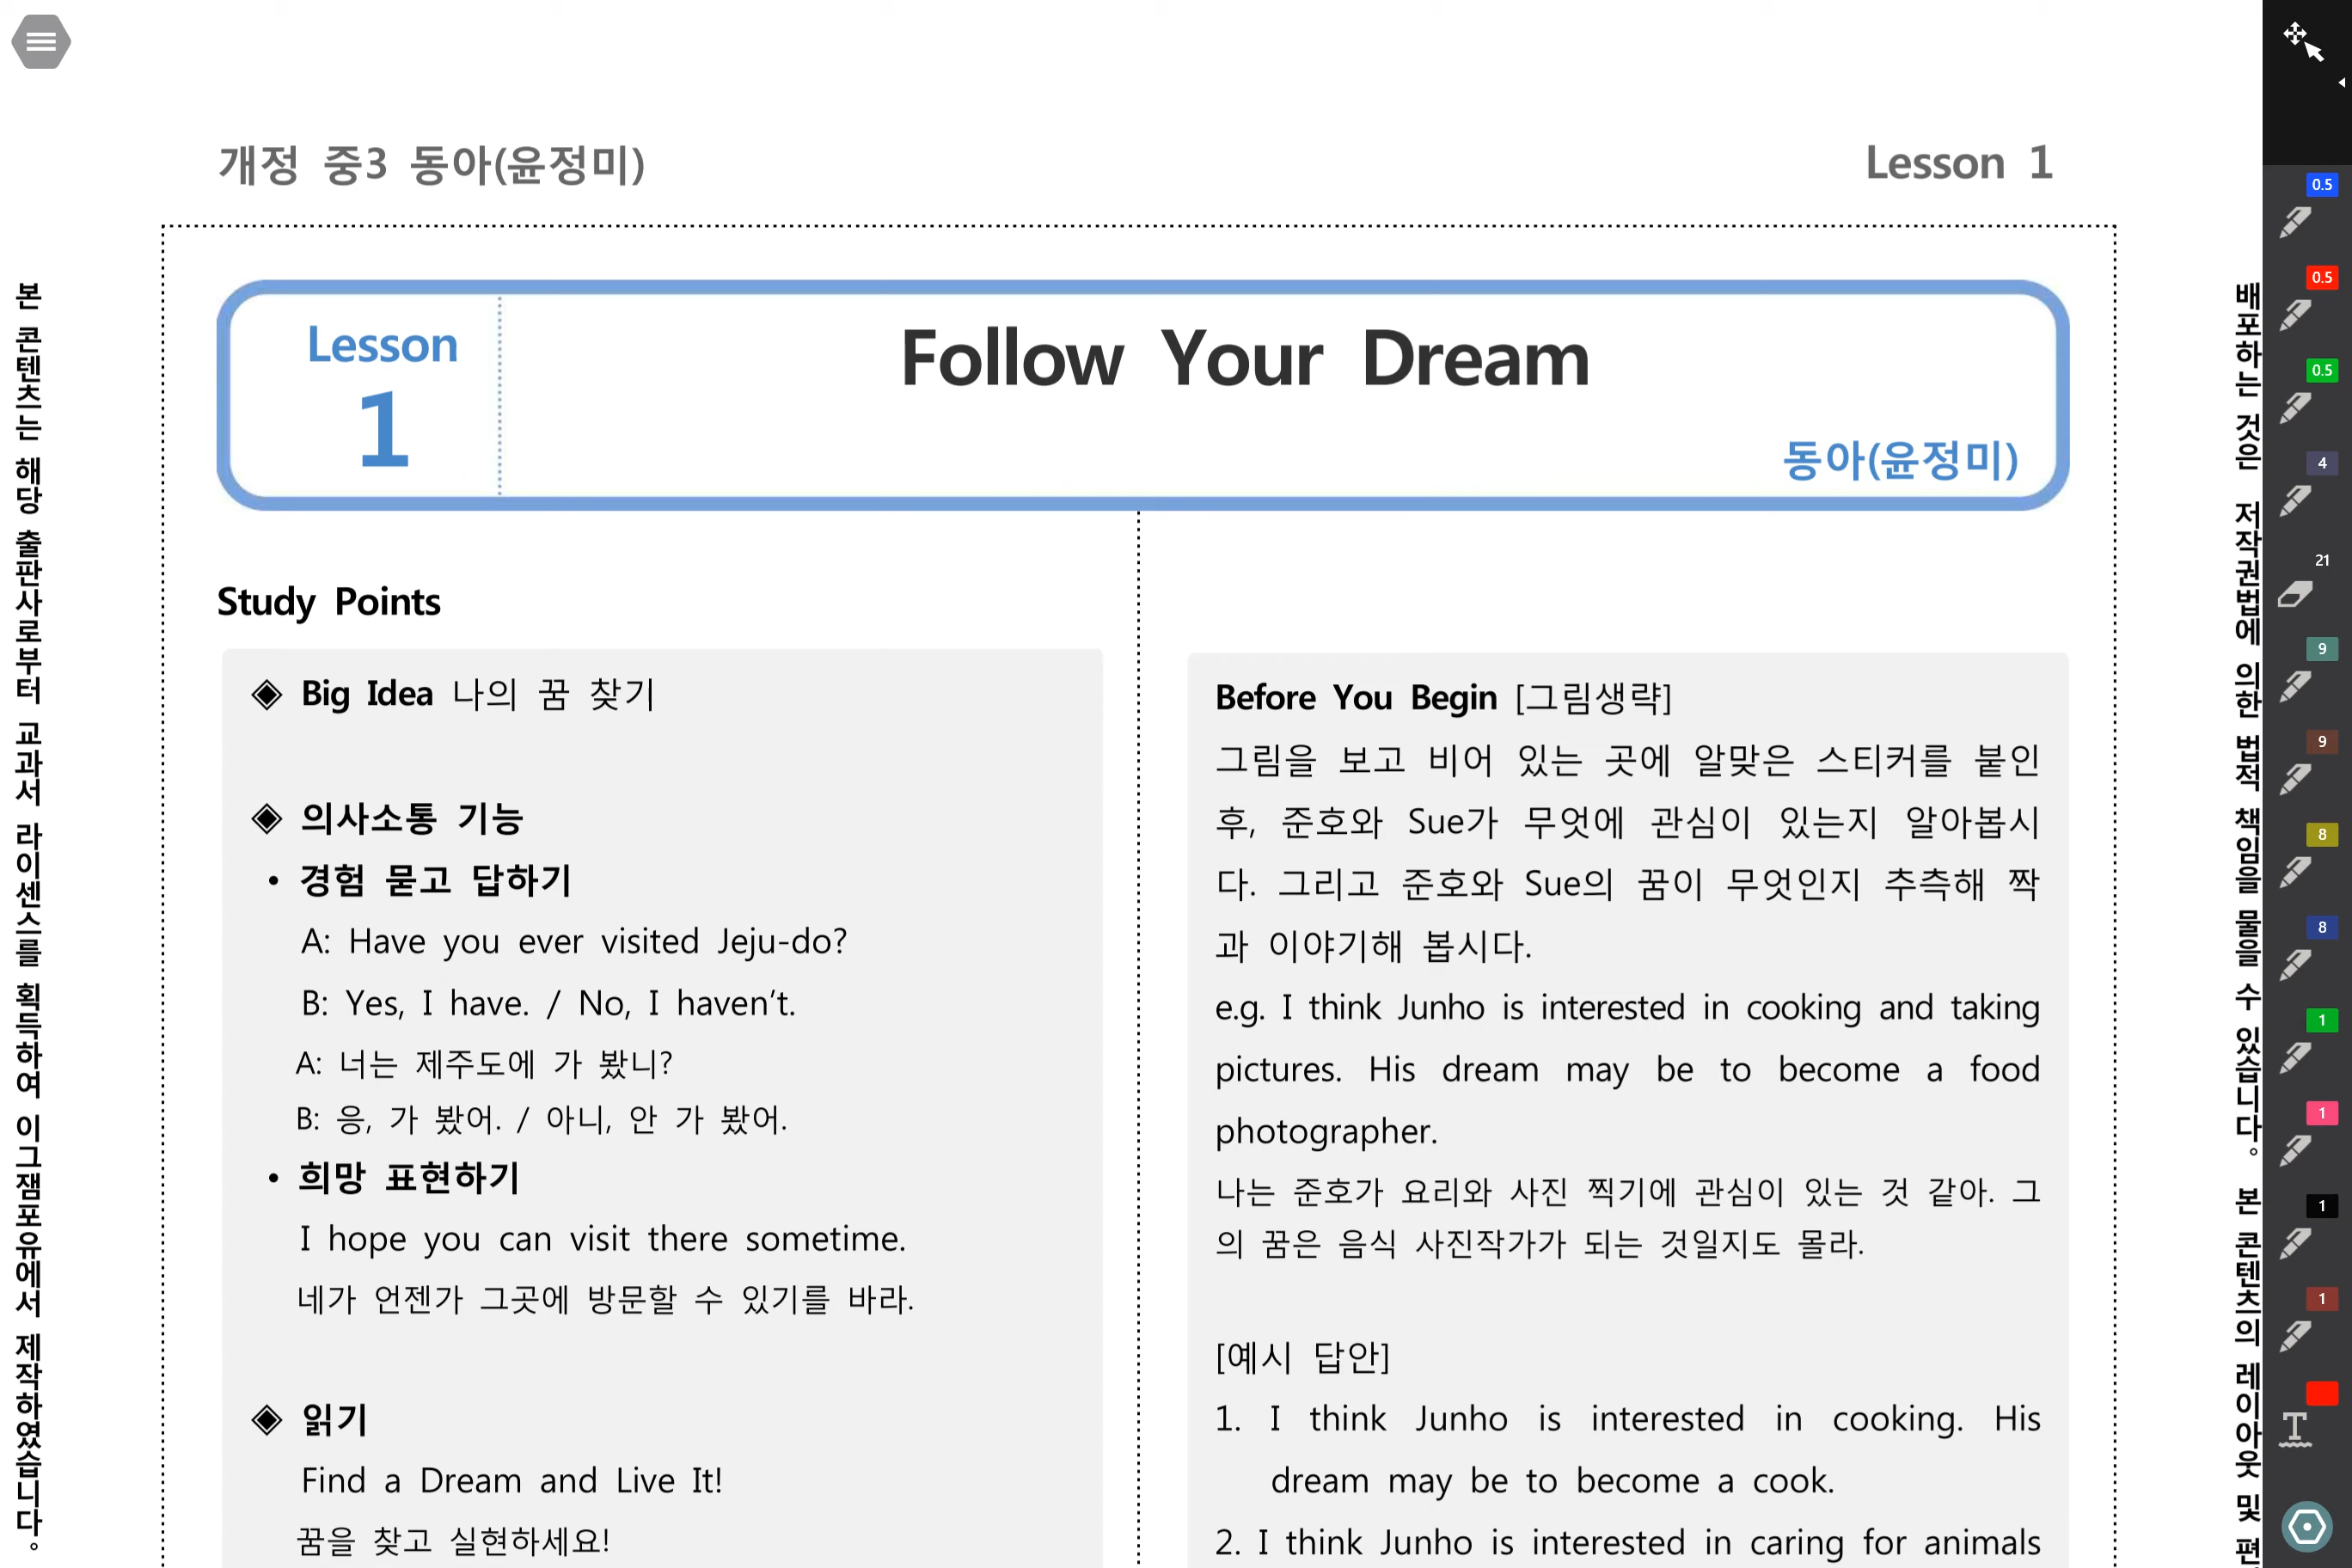 개정 중3 동아(윤정미)
Lesson 1
Lesson
1
Follow Your Dream
동아(윤정미)
Study Points
◈ Big Idea 나의 꿈 찾기
◈ 의사소통 기능
• 경험 묻고 답하기
A: Have you ever visited Jeju-do?
B: Yes, I have. / No, I haven't.
A: 너는 제주도에 가 봤니?
B: 응, 가 봤어. / 아니, 안 가 봤어.
• 희망 표현하기
I hope you can visit there sometime.
네가 언젠가 그곳에 방문할 수 있기를 바라.
◈ 읽기
Find a Dream and Live It!
꿈을 찾고 실현하세요!
Before You Begin [그림생략]
그림을 보고 비어 있는 곳에 알맞은 스티커를 붙인
후, 준호와 Sue가 무엇에 관심이 있는지 알아봅시
다. 그리고 준호와 Sue의 꿈이 무엇인지 추측해 짝
과 이야기해 봅시다.
e.g. I think Junho is interested in cooking and taking
pictures. His dream may be to become a food
photographer.
나는 준호가 요리와 사진 찍기에 관심이 있는 것 같아. 그
의 꿈은 음식 사진작가가 되는 것일지도 몰라.
[예시 답안]
1. I think Junho is interested in cooking. His
dream may be to become a cook.
2. I think Junho is interested in caring for animals
본 콘텐츠는 해당 출판사로부터 교과서 라이센스를 획득하여 이그잼포유에서 제작하였습니다.
배포하는 것은 저작권법에 의한 법적 책임을 물을 수 있습니다. 본 콘텐츠의 레이아웃 및 편
0.5
0.5
0.5
4
21
9
9
8
8
1
1
1
1
T